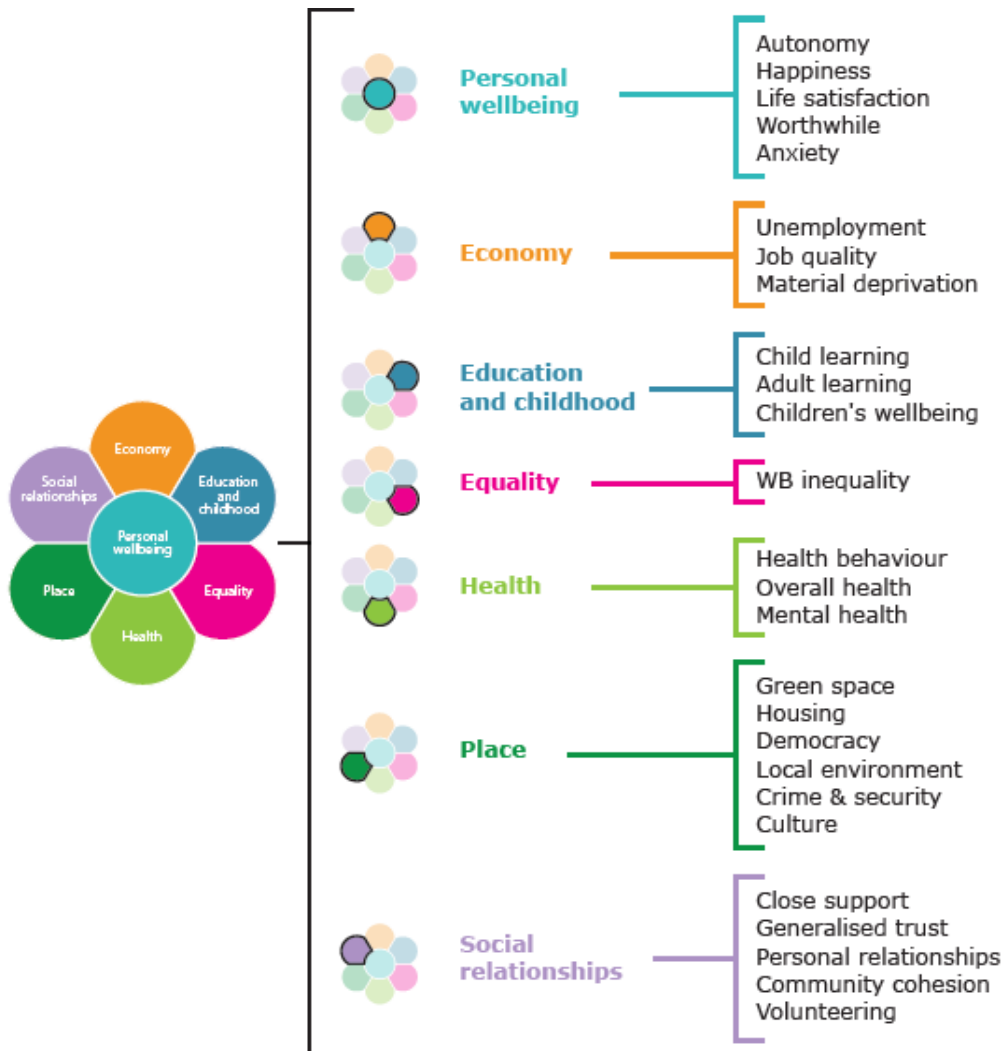 Economy
Social
relationships
Education
and
childhood
Personal
wellbeing
Place
Equality
Health
Personal
wellbeing
Autonomy
Happiness
Life satisfaction
Worthwhile
Anxiety
Economy
Unemployment
Job quality
Material deprivation
Education
and childhood
Child learning
Adult learning
Children's wellbeing
Equality
WB inequality
Health
Health behaviour
Overall health
Mental health
Place
Green space
Housing
Democracy
Local environment
Crime & security
Culture
Social
relationships
Close support
Generalised trust
Personal relationships
Community cohesion
Volunteering